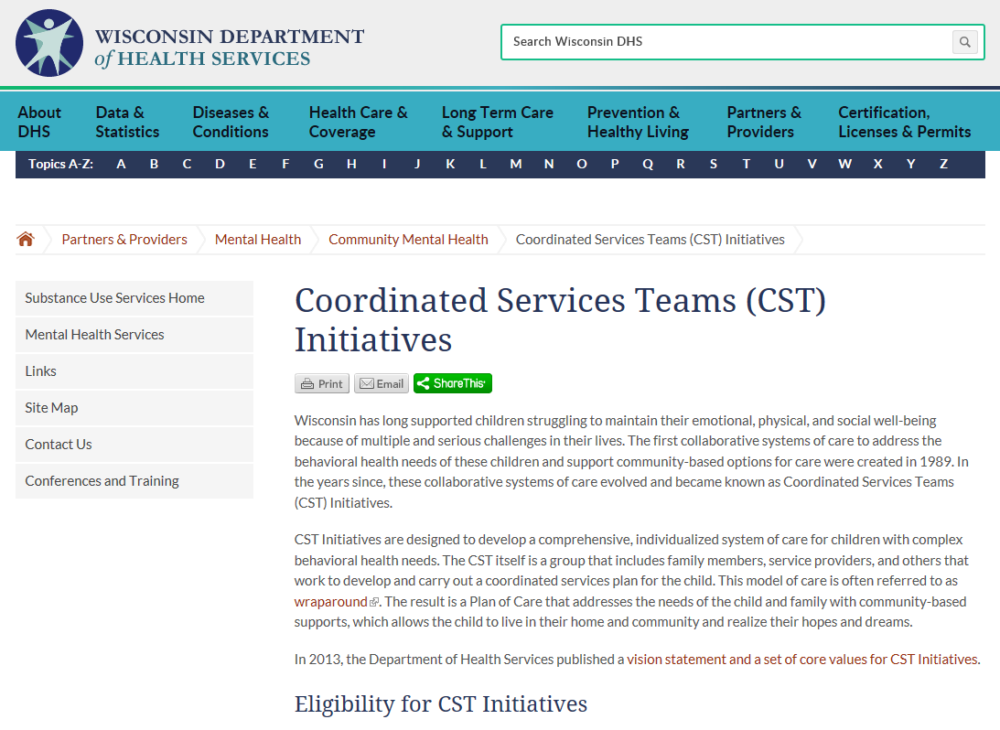 WISCONSIN DEPARTMENT
of HEALTH SERVICES
Search Wisconsin DHS
About DHS
Data & Statistics
Diseases & Conditions
Health Care & Coverage
Long Term Care & Support
Prevention & Healthy Living
Partners & Providers
Certification, Licenses & Permits
Topics A-Z: A B C D E F G H I J K L M N O P Q R S T U V W X Y Z
Partners & Providers Mental Health Community Mental Health Coordinated Services Teams (CST) Initiatives
Substance Use Services Home
Mental Health Services
Links
Site Map
Contact Us
Conferences and Training
Coordinated Services Teams (CST)
Initiatives
Print Email ShareThis
Wisconsin has long supported children struggling to maintain their emotional, physical, and social well-being
because of multiple and serious challenges in their lives. The first collaborative systems of care to address the
behavioral health needs of these children and support community-based options for care were created in 1989. In
the years since, these collaborative systems of care evolved and became known as Coordinated Services Teams
(CST) Initiatives.
CST Initiatives are designed to develop a comprehensive, individualized system of care for children with complex
behavioral health needs. The CST itself is a group that includes family members, service providers, and others that
work to develop and carry out a coordinated services plan for the child. This model of care is often referred to as
wraparound. The result is a Plan of Care that addresses the needs of the child and family with community-based
supports, which allows the child to live in their home and community and realize their hopes and dreams.
In 2013, the Department of Health Services published a vision statement and a set of core values for CST Initiatives.
Eligibility for CST Initiatives